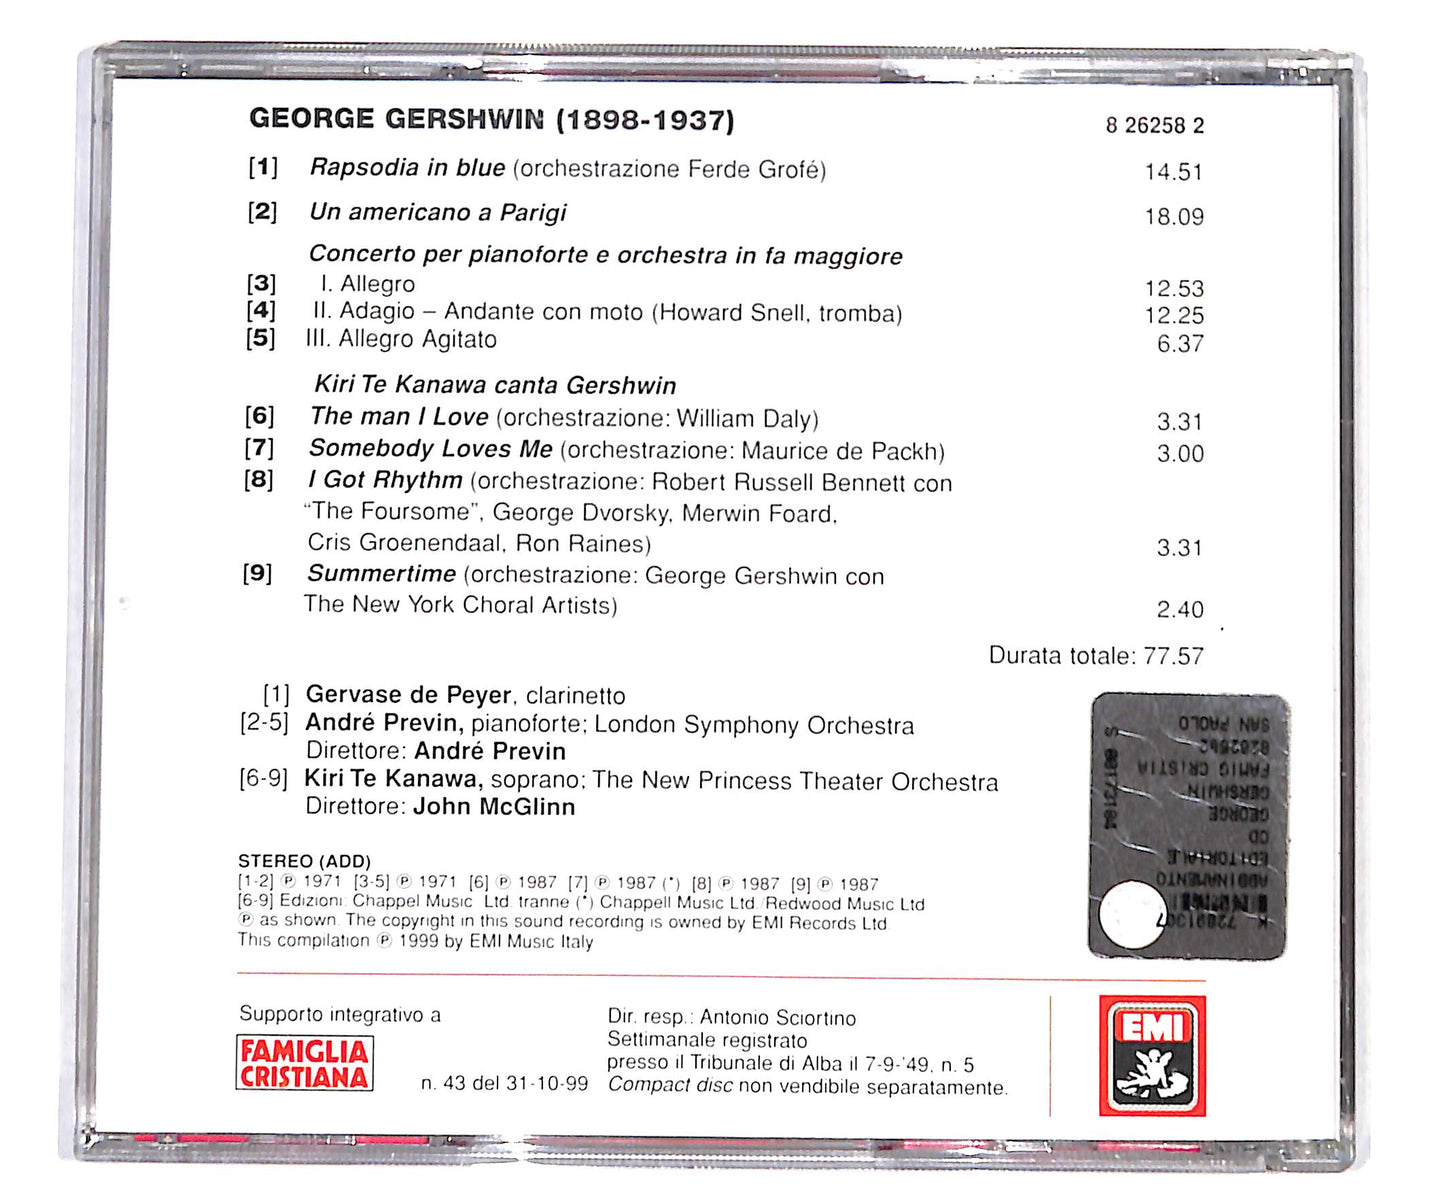 GEORGE GERSHWIN (1898-1937) 8 26258 2
[1] Rapsodia in blue (orchestrazione Ferde Grofé) 14.51
[2] Un americano a Parigi 18.09
Concerto per pianoforte e orchestra in fa maggiore
[3] I. Allegro 12.53
[4] II. Adagio – Andante con moto (Howard Snell, tromba) 12.25
[5] III. Allegro Agitato 6.37
Kiri Te Kanawa canta Gershwin
[6] The man I Love (orchestrazione: William Daly) 3.31
[7] Somebody Loves Me (orchestrazione: Maurice de Packh) 3.00
[8] I Got Rhythm (orchestrazione: Robert Russell Bennett con
“The Foursome”, George Dvorsky, Merwin Foard,
Cris Groenendaal, Ron Raines) 3.31
[9] Summertime (orchestrazione: George Gershwin con
The New York Choral Artists) 2.40
Durata totale: 77.57
[1] Gervase de Peyer, clarinetto
[2-5] André Previn, pianoforte; London Symphony Orchestra
Direttore: André Previn
[6-9] Kiri Te Kanawa, soprano; The New Princess Theater Orchestra
Direttore: John McGlinn
STEREO (ADD)
[1-2] ℗ 1971 [3-5] ℗ 1971 [6] ℗ 1987 [7] ℗ 1987 (*) [8] ℗ 1987 [9] ℗ 1987
[6-9] Edizioni: Chappel Music Ltd. tranne (*) Chappell Music Ltd./Redwood Music Ltd
℗ as shown. The copyright in this sound recording is owned by EMI Records Ltd.
This compilation ℗ 1999 by EMI Music Italy
Supporto integrativo a
FAMIGLIA
CRISTIANA
n. 43 del 31-10-99
Dir. resp.: Antonio Sciortino
Settimanale registrato
presso il Tribunale di Alba il 7-9-'49, n. 5
Compact disc non vendibile separatamente.
EMI
ABBINAMENTO
EDITORIALE
CD
GEORGE
GERSHWIN
FAMIG CRISTIA
SAN PAOLO